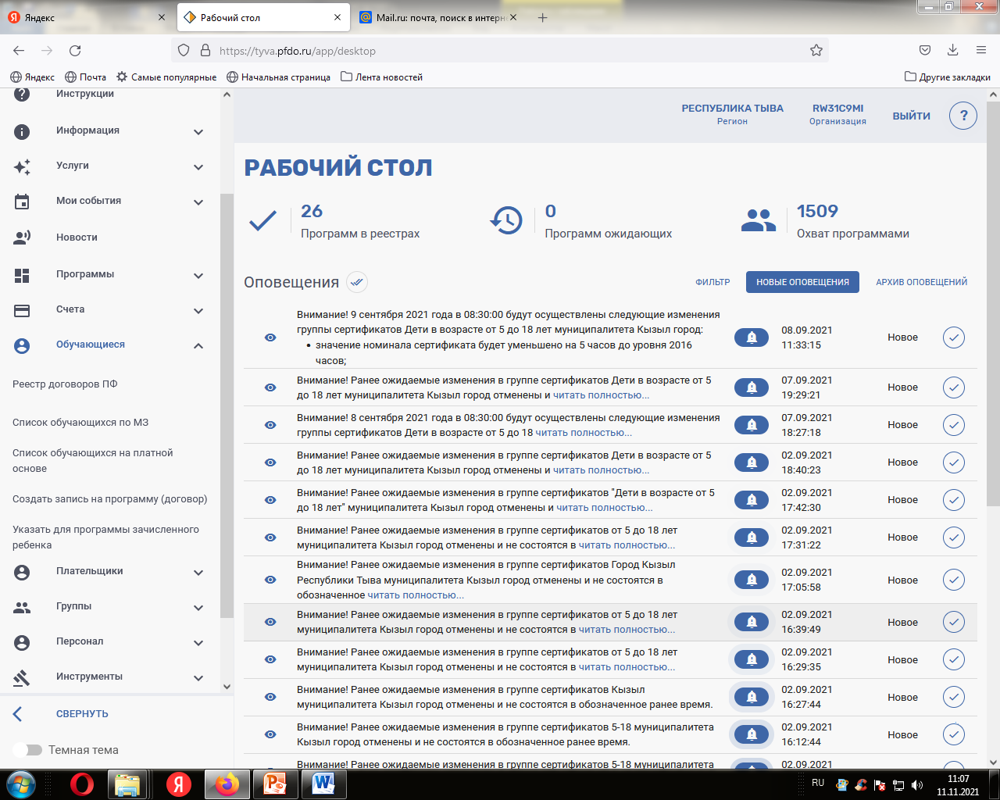 Яндекс
Рабочий стол
Mail.ru: почта, поиск в интерн
https://tyva.pfdo.ru/app/desktop
Яндекс
Почта
Самые популярные
Начальная страница
Лента новостей
Другие закладки
Инструкции
Информация
Услуги
Мои события
Новости
Программы
Счета
Обучающиеся
Реестр договоров ПФ
Список обучающихся по МЗ
Список обучающихся на платной
основе
Создать запись на программу (договор)
Указать для программы зачисленного
ребенка
Плательщики
Группы
Персонал
Инструменты
СВЕРНУТЬ
Темная тема
РЕСПУБЛИКА ТЫВА
Регион
RW31C9MI
Организация
ВЫЙТИ
?
РАБОЧИЙ СТОЛ
26
Программ в реестрах
0
Программ ожидающих
1509
Охват программами
Оповещения
ФИЛЬТР
НОВЫЕ ОПОВЕЩЕНИЯ
АРХИВ ОПОВЕЩЕНИЙ
Внимание! 9 сентября 2021 года в 08:30:00 будут осуществлены следующие изменения
группы сертификатов Дети в возрасте от 5 до 18 лет муниципалитета Кызыл город:
• значение номинала сертификата будет уменьшено на 5 часов до уровня 2016
часов;
08.09.2021
11:33:15
Новое
Внимание! Ранее ожидаемые изменения в группе сертификатов Дети в возрасте от 5
до 18 лет муниципалитета Кызыл город отменены и читать полностью...
07.09.2021
19:29:21
Новое
Внимание! 8 сентября 2021 года в 08:30:00 будут осуществлены следующие изменения
группы сертификатов Дети в возрасте от 5 до 18 читать полностью...
07.09.2021
18:27:18
Новое
Внимание! Ранее ожидаемые изменения в группе сертификатов Дети в возрасте от 5
до 18 лет муниципалитета Кызыл город отменены и читать полностью...
02.09.2021
18:40:23
Новое
Внимание! Ранее ожидаемые изменения в группе сертификатов "Дети в возрасте от 5
до 18 лет" муниципалитета Кызыл город отменены и читать полностью...
02.09.2021
17:42:30
Новое
Внимание! Ранее ожидаемые изменения в группе сертификатов от 5 до 18 лет
муниципалитета Кызыл город отменены и не состоятся в читать полностью...
02.09.2021
17:31:22
Новое
Внимание! Ранее ожидаемые изменения в группе сертификатов Город Кызыл
Республики Тыва муниципалитета Кызыл город отменены и не состоятся в
обозначенное читать полностью...
02.09.2021
17:05:58
Новое
Внимание! Ранее ожидаемые изменения в группе сертификатов от 5 до 18 лет
муниципалитета Кызыл город отменены и не состоятся в читать полностью...
02.09.2021
16:39:49
Новое
Внимание! Ранее ожидаемые изменения в группе сертификатов от 5 до 18 лет
муниципалитета Кызыл город отменены и не состоятся в читать полностью...
02.09.2021
16:29:35
Новое
Внимание! Ранее ожидаемые изменения в группе сертификатов Кызыл
муниципалитета Кызыл город отменены и не состоятся в обозначенное ранее время.
02.09.2021
16:27:44
Новое
Внимание! Ранее ожидаемые изменения в группе сертификатов 5-18 муниципалитета
Кызыл город отменены и не состоятся в обозначенное ранее время.
02.09.2021
16:12:44
Новое
Внимание! Ранее ожидаемые изменения в группе сертификатов 5-18 муниципалитета
02.09.2021
RU
11:07
11.11.2021